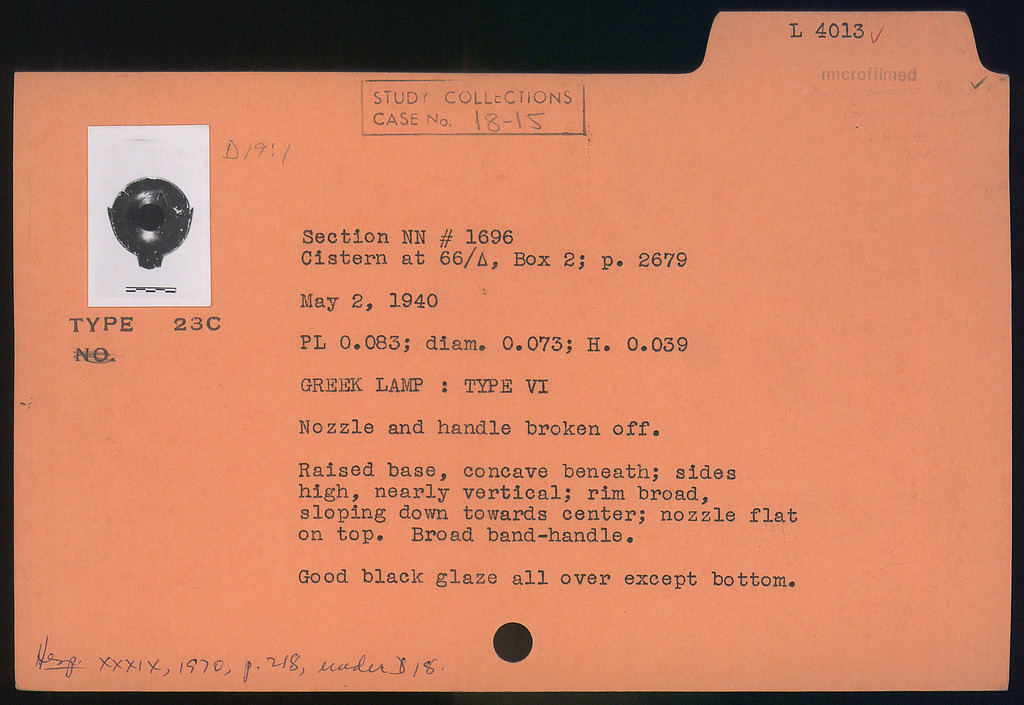 L 4013 ✓
microfilmed
STUDY COLLECTIONS
CASE No. 18-15
Section NN # 1696
Cistern at 66/Δ, Box 2; p. 2679
May 2, 1940
TYPE 23C
NO.
PL 0.083; diam. 0.073; H. 0.039
GREEK LAMP : TYPE VI
Nozzle and handle broken off.
Raised base, concave beneath; sides
high, nearly vertical; rim broad,
sloping down towards center; nozzle flat
on top. Broad band-handle.
Good black glaze all over except bottom.
Hesp. XXXIX, 1970, p. 218, under D 18.